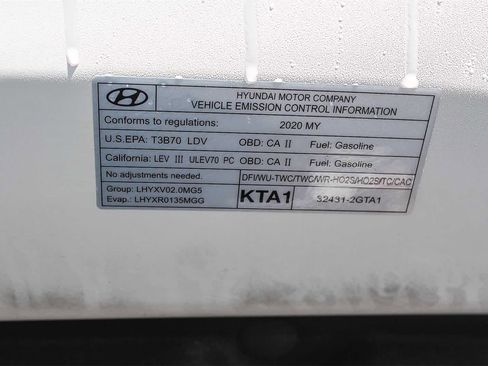 HYUNDAI MOTOR COMPANY
VEHICLE EMISSION CONTROL INFORMATION
Conforms to regulations: 2020 MY
U.S.EPA: T3B70 LDV OBD: CA II Fuel: Gasoline
California: LEV III ULEV70 PC OBD: CA II Fuel: Gasoline
No adjustments needed. DFI/WU-TWC/TWC/WR-HO2S/HO2S/TC/CAC
Group: LHYXV02.0MG5
Evap.: LHYXR0135MGG
KTA1 32431-2GTA1